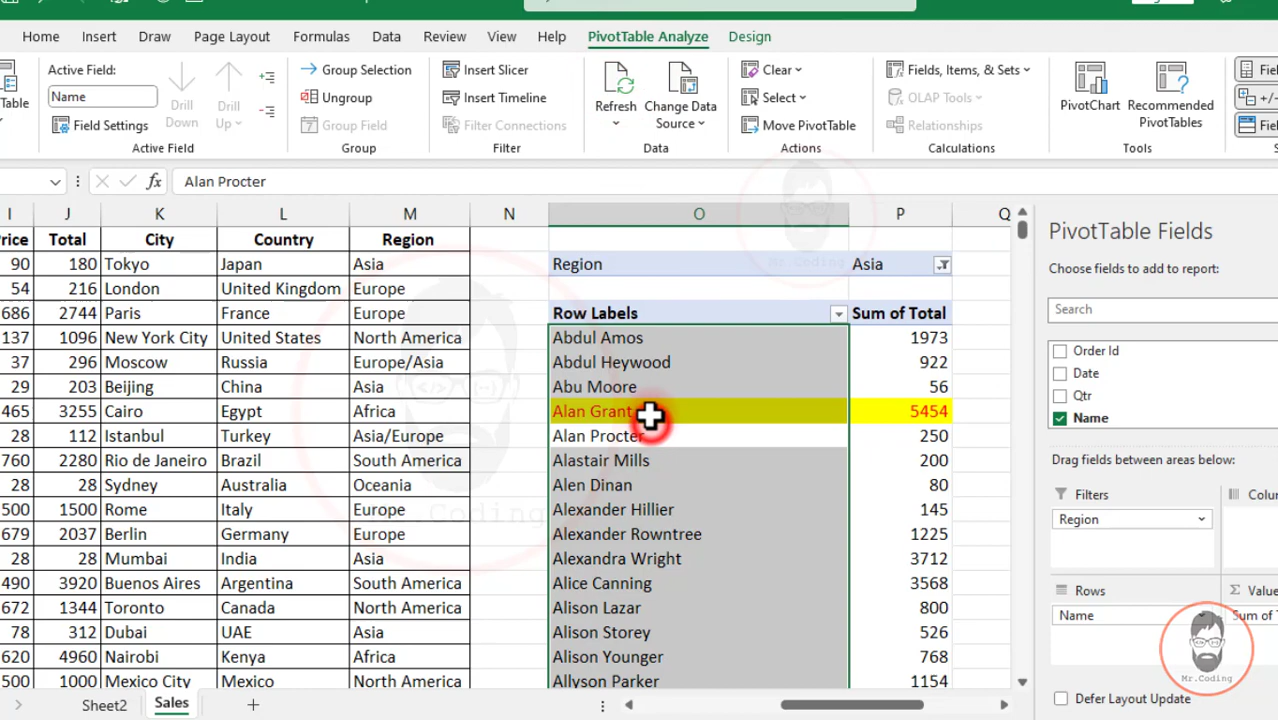 Home Insert Draw Page Layout Formulas Data Review View Help PivotTable Analyze Design
Active Field:
Name
Field Settings
Drill Down
Drill Up
Active Field
Table
Group Selection
Ungroup
Group Field
Group
Insert Slicer
Insert Timeline
Filter Connections
Filter
Refresh
Change Data Source
Data
Clear
Select
Move PivotTable
Actions
Fields, Items, & Sets
OLAP Tools
Relationships
Calculations
PivotChart
Recommended PivotTables
Tools
fx Alan Procter
I J K L M N O P Q
Price Total City Country Region
90 180 Tokyo Japan Asia Region Asia
54 216 London United Kingdom Europe
686 2744 Paris France Europe Row Labels Sum of Total
137 1096 New York City United States North America Abdul Amos 1973
37 296 Moscow Russia Europe/Asia Abdul Heywood 922
29 203 Beijing China Asia Abu Moore 56
465 3255 Cairo Egypt Africa Alan Grant 5454
28 112 Istanbul Turkey Asia/Europe Alan Procter 250
760 2280 Rio de Janeiro Brazil South America Alastair Mills 200
28 28 Sydney Australia Oceania Alen Dinan 80
500 1500 Rome Italy Europe Alexander Hillier 145
679 2037 Berlin Germany Europe Alexander Rowntree 1225
28 28 Mumbai India Asia Alexandra Wright 3712
490 3920 Buenos Aires Argentina South America Alice Canning 3568
672 1344 Toronto Canada North America Alison Lazar 800
78 312 Dubai UAE Asia Alison Storey 526
620 4960 Nairobi Kenya Africa Alison Younger 768
500 1000 Mexico City Mexico North America Allyson Parker 1154
Sheet2 Sales
PivotTable Fields
Choose fields to add to report:
Search
Order Id
Date
Qtr
Name
Drag fields between areas below:
Filters
Region
Rows
Name
Defer Layout Update
Mr.Coding
Mr.Coding
Mr.Coding